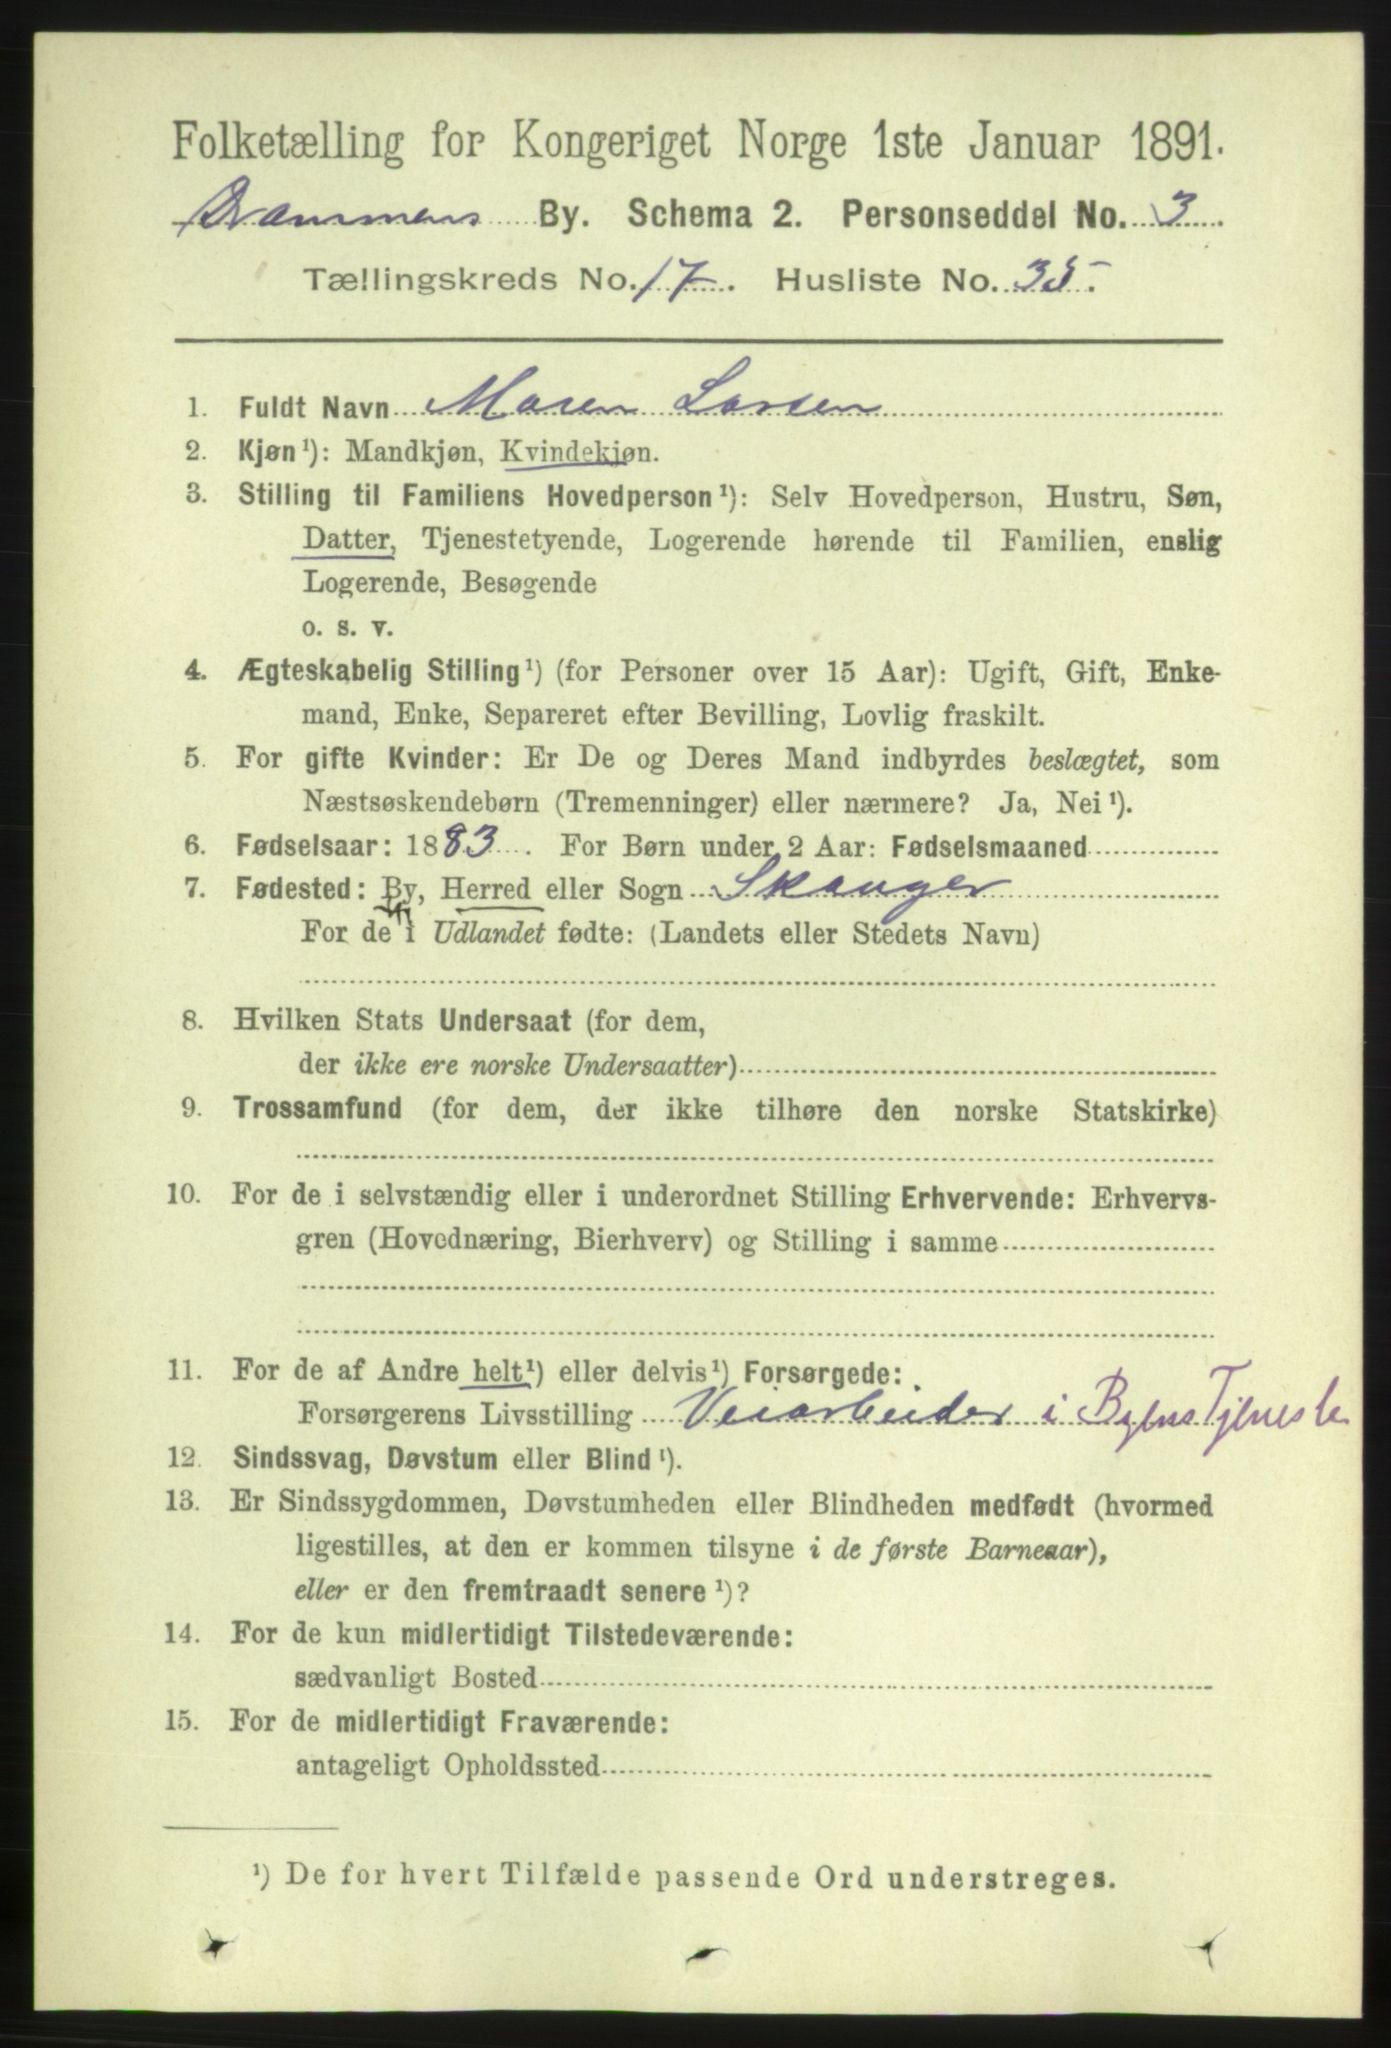 Folketælling for Kongeriget Norge 1ste Januar 1891.
Drammens By. Schema 2. Personseddel No. 3.
Tællingskreds No. 17. Husliste No. 35.
1. Fuldt Navn Maren Larsen
2. Kjøn¹): Mandkjøn, Kvindekjøn.
3. Stilling til Familiens Hovedperson¹): Selv Hovedperson, Hustru, Søn,
Datter, Tjenestetyende, Logerende hørende til Familien, enslig
Logerende, Besøgende
o. s. v.
4. Ægteskabelig Stilling¹) (for Personer over 15 Aar): Ugift, Gift, Enke-
mand, Enke, Separeret efter Bevilling, Lovlig fraskilt.
5. For gifte Kvinder: Er De og Deres Mand indbyrdes beslægtet, som
Næstsøskendebørn (Tremenninger) eller nærmere? Ja, Nei¹).
6. Fødselsaar: 1883. For Børn under 2 Aar: Fødselsmaaned
7. Fødested: By, Herred eller Sogn Skauger
For de i Udlandet fødte: (Landets eller Stedets Navn)
8. Hvilken Stats Undersaat (for dem,
der ikke ere norske Undersaatter)
9. Trossamfund (for dem, der ikke tilhøre den norske Statskirke)
10. For de i selvstændig eller i underordnet Stilling Erhvervende: Erhvervs-
gren (Hovednæring, Bierhverv) og Stilling i samme
11. For de af Andre helt¹) eller delvis¹) Forsørgede:
Forsørgerens Livsstilling Veiarbeider i Byens Tjeneste
12. Sindssvag, Døvstum eller Blind¹).
13. Er Sindssygdommen, Døvstumheden eller Blindheden medfødt (hvormed
ligestilles, at den er kommen tilsyne i de første Barneaar),
eller er den fremtraadt senere¹)?
14. For de kun midlertidigt Tilstedeværende:
sædvanligt Bosted
15. For de midlertidigt Fraværende:
antageligt Opholdssted
¹) De for hvert Tilfælde passende Ord understreges.